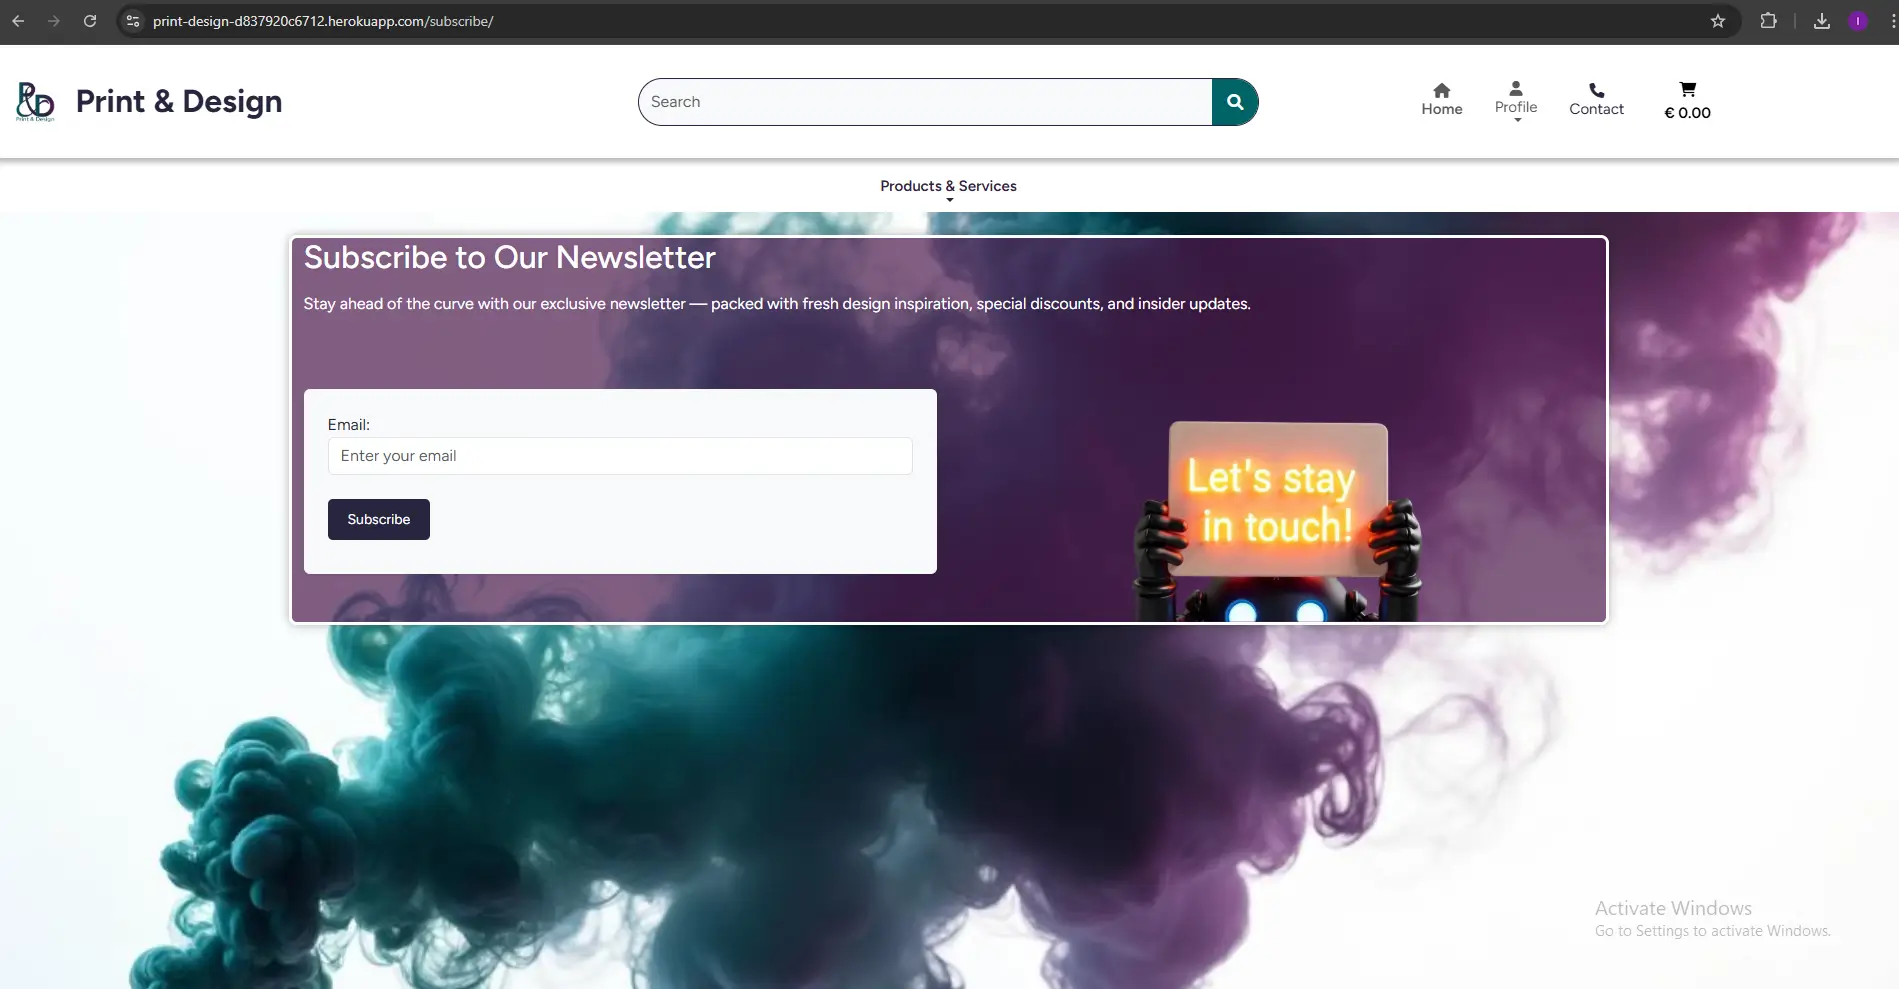 print-design-d837920c6712.herokuapp.com/subscribe/
I
P&D
Print & Design
Print & Design
Search
Home
Profile
Contact
€ 0.00
Products & Services
Subscribe to Our Newsletter
Stay ahead of the curve with our exclusive newsletter — packed with fresh design inspiration, special discounts, and insider updates.
Email:
Enter your email
Subscribe
Let's stay
in touch!
Activate Windows
Go to Settings to activate Windows.